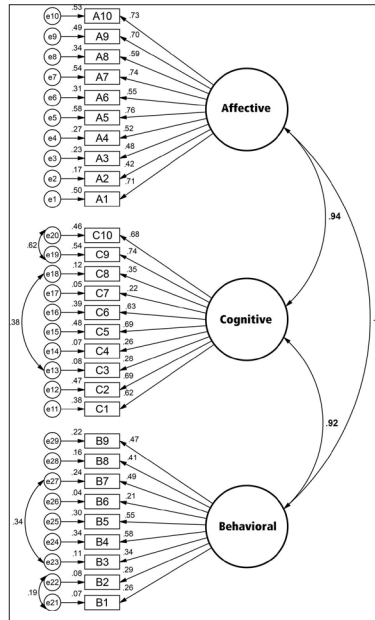 .53
e10 A10 .73
.49
e9 A9 .70
.34
e8 A8 .59
.54
e7 A7 .74
.31
e6 A6 .55
.58
e5 A5 .76
.27
e4 A4 .52
.23
e3 A3 .48
.17
e2 A2 .42
.50
e1 A1 .71
Affective
.94
.46
e20 C10 .68
.62
.54
e19 C9 .74
.12
e18 C8 .35
.05
e17 C7 .22
.39
e16 C6 .63
.48
e15 C5 .69
.38
.07
e14 C4 .26
.08
e13 C3 .28
.47
e12 C2 .69
.38
e11 C1 .62
Cognitive
.92
.22
e29 B9 .47
.16
e28 B8 .41
.24
e27 B7 .49
.04
e26 B6 .21
.30
e25 B5 .55
.34
.34
e24 B4 .58
.11
e23 B3 .34
.08
e22 B2 .29
.19
.07
e21 B1 .26
Behavioral